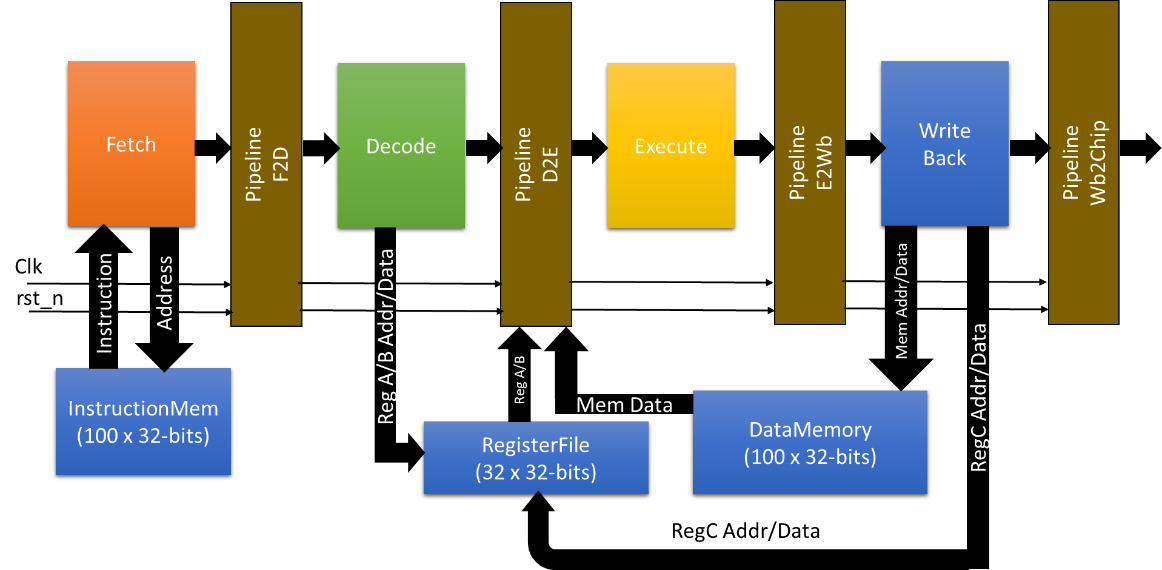 Fetch
Pipeline
F2D
Decode
Pipeline
D2E
Execute
Pipeline
E2Wb
Write
Back
Pipeline
Wb2Chip
Clk
rst_n
Instruction
Address
Reg A/B Addr/Data
Reg A/B
Mem Data
Mem Addr/Data
RegC Addr/Data
InstructionMem
(100 x 32-bits)
RegisterFile
(32 x 32-bits)
DataMemory
(100 x 32-bits)
RegC Addr/Data